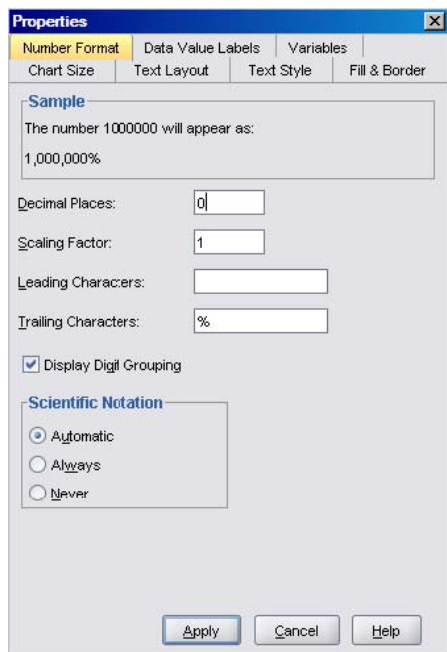 Properties
Number Format Data Value Labels Variables
Chart Size Text Layout Text Style Fill & Border
Sample
The number 1000000 will appear as:
1,000,000%
Decimal Places: 0
Scaling Factor: 1
Leading Characters:
Trailing Characters: %
Display Digit Grouping
Scientific Notation
Automatic
Always
Never
Apply Cancel Help